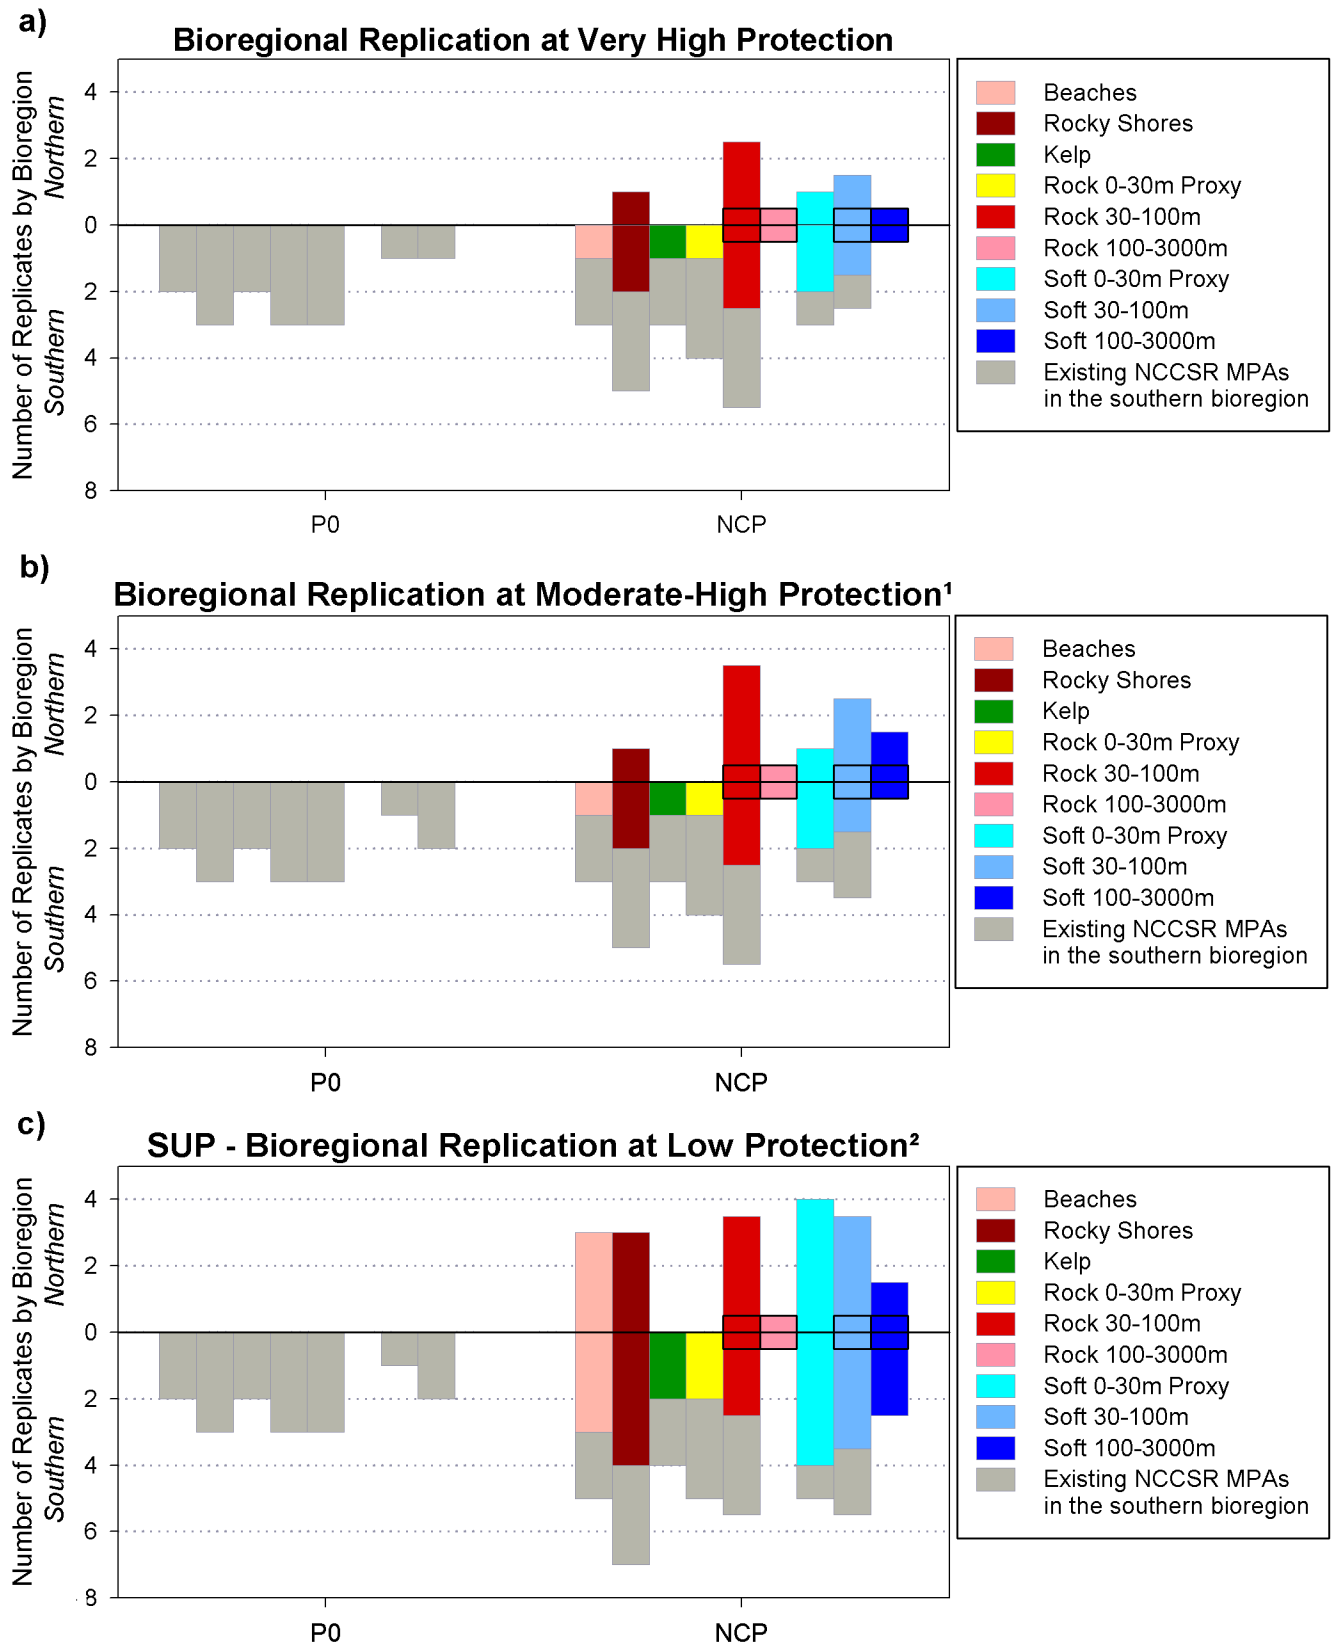 a)
Bioregional Replication at Very High Protection
Number of Replicates by Bioregion
Northern
Southern
4
2
0
2
4
6
8
P0
NCP
Beaches
Rocky Shores
Kelp
Rock 0-30m Proxy
Rock 30-100m
Rock 100-3000m
Soft 0-30m Proxy
Soft 30-100m
Soft 100-3000m
Existing NCCSR MPAs
in the southern bioregion
b)
Bioregional Replication at Moderate-High Protection¹
Number of Replicates by Bioregion
Northern
Southern
4
2
0
2
4
6
8
P0
NCP
Beaches
Rocky Shores
Kelp
Rock 0-30m Proxy
Rock 30-100m
Rock 100-3000m
Soft 0-30m Proxy
Soft 30-100m
Soft 100-3000m
Existing NCCSR MPAs
in the southern bioregion
c)
SUP - Bioregional Replication at Low Protection²
Number of Replicates by Bioregion
Northern
Southern
4
2
0
2
4
6
8
P0
NCP
Beaches
Rocky Shores
Kelp
Rock 0-30m Proxy
Rock 30-100m
Rock 100-3000m
Soft 0-30m Proxy
Soft 30-100m
Soft 100-3000m
Existing NCCSR MPAs
in the southern bioregion